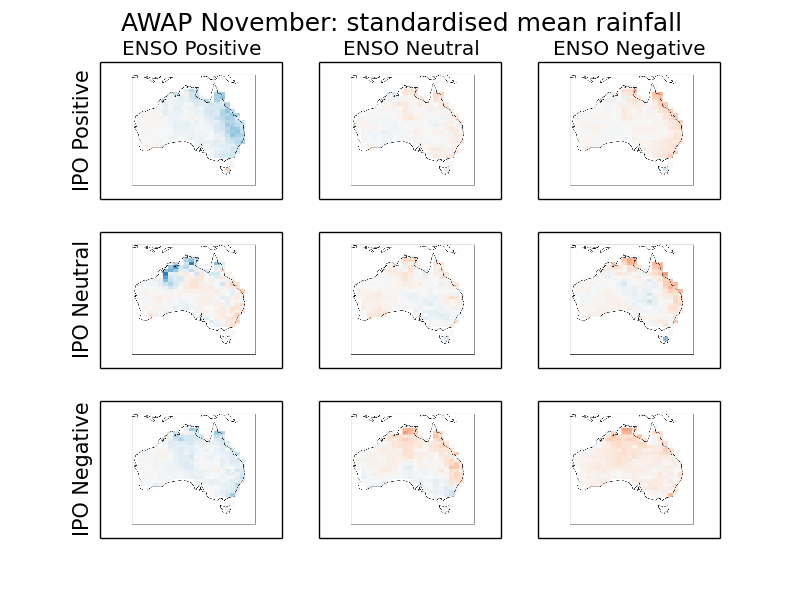 AWAP November: standardised mean rainfall
ENSO Positive
ENSO Neutral
ENSO Negative
IPO Positive
IPO Neutral
IPO Negative